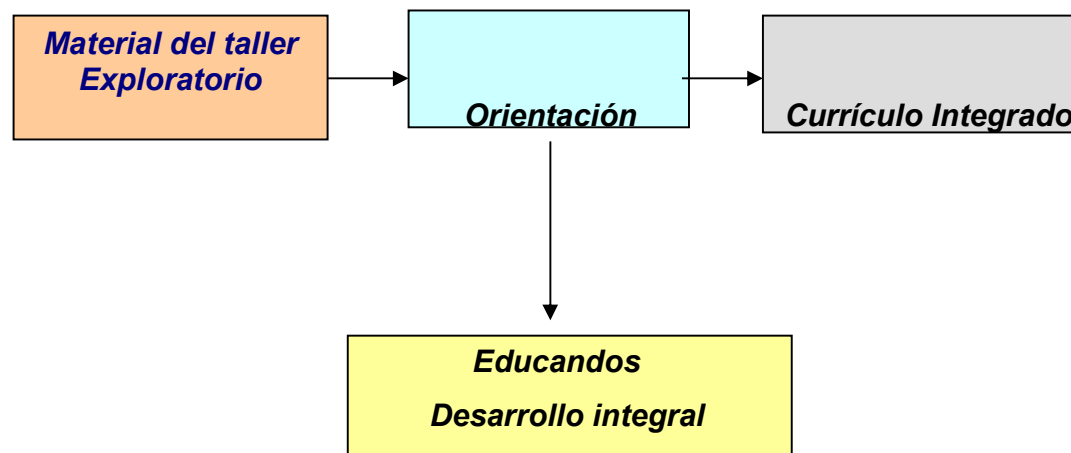 Material del taller
Exploratorio
Orientación
Currículo Integrado
Educandos
Desarrollo integral